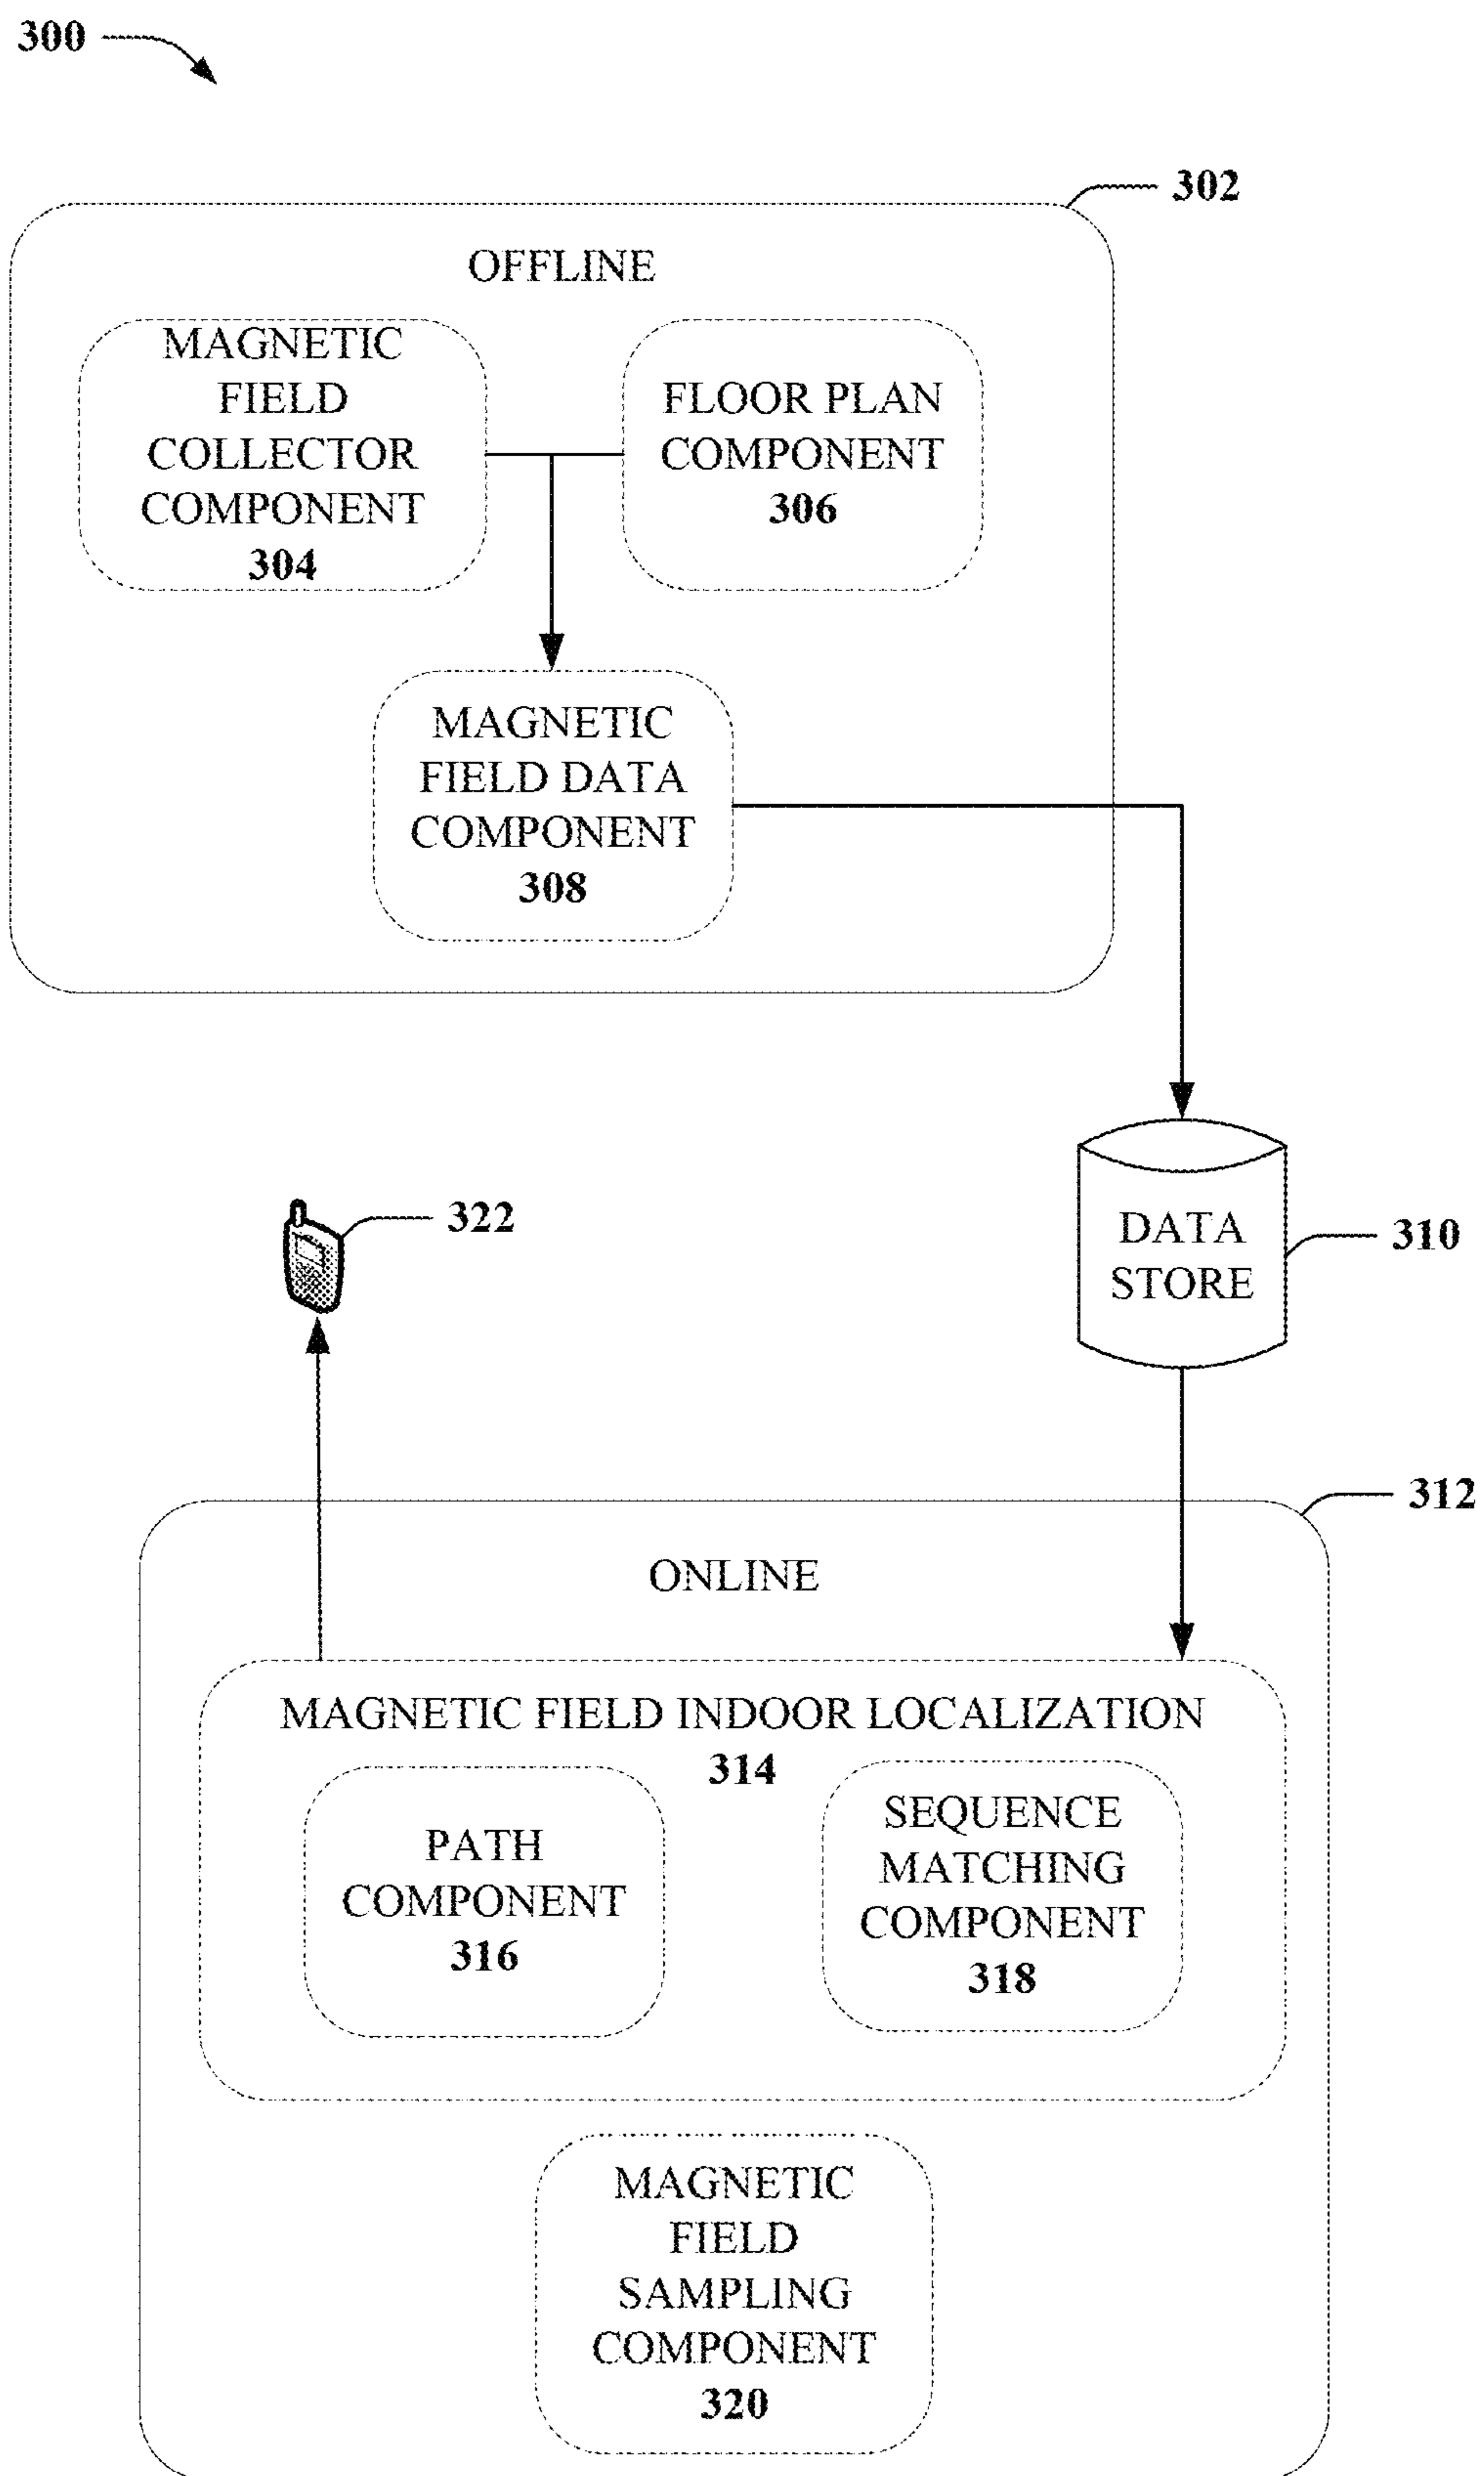 300
302
OFFLINE
MAGNETIC
FIELD
COLLECTOR
COMPONENT
304
FLOOR PLAN
COMPONENT
306
MAGNETIC
FIELD DATA
COMPONENT
308
322
DATA
STORE
310
312
ONLINE
MAGNETIC FIELD INDOOR LOCALIZATION
314
PATH
COMPONENT
316
SEQUENCE
MATCHING
COMPONENT
318
MAGNETIC
FIELD
SAMPLING
COMPONENT
320